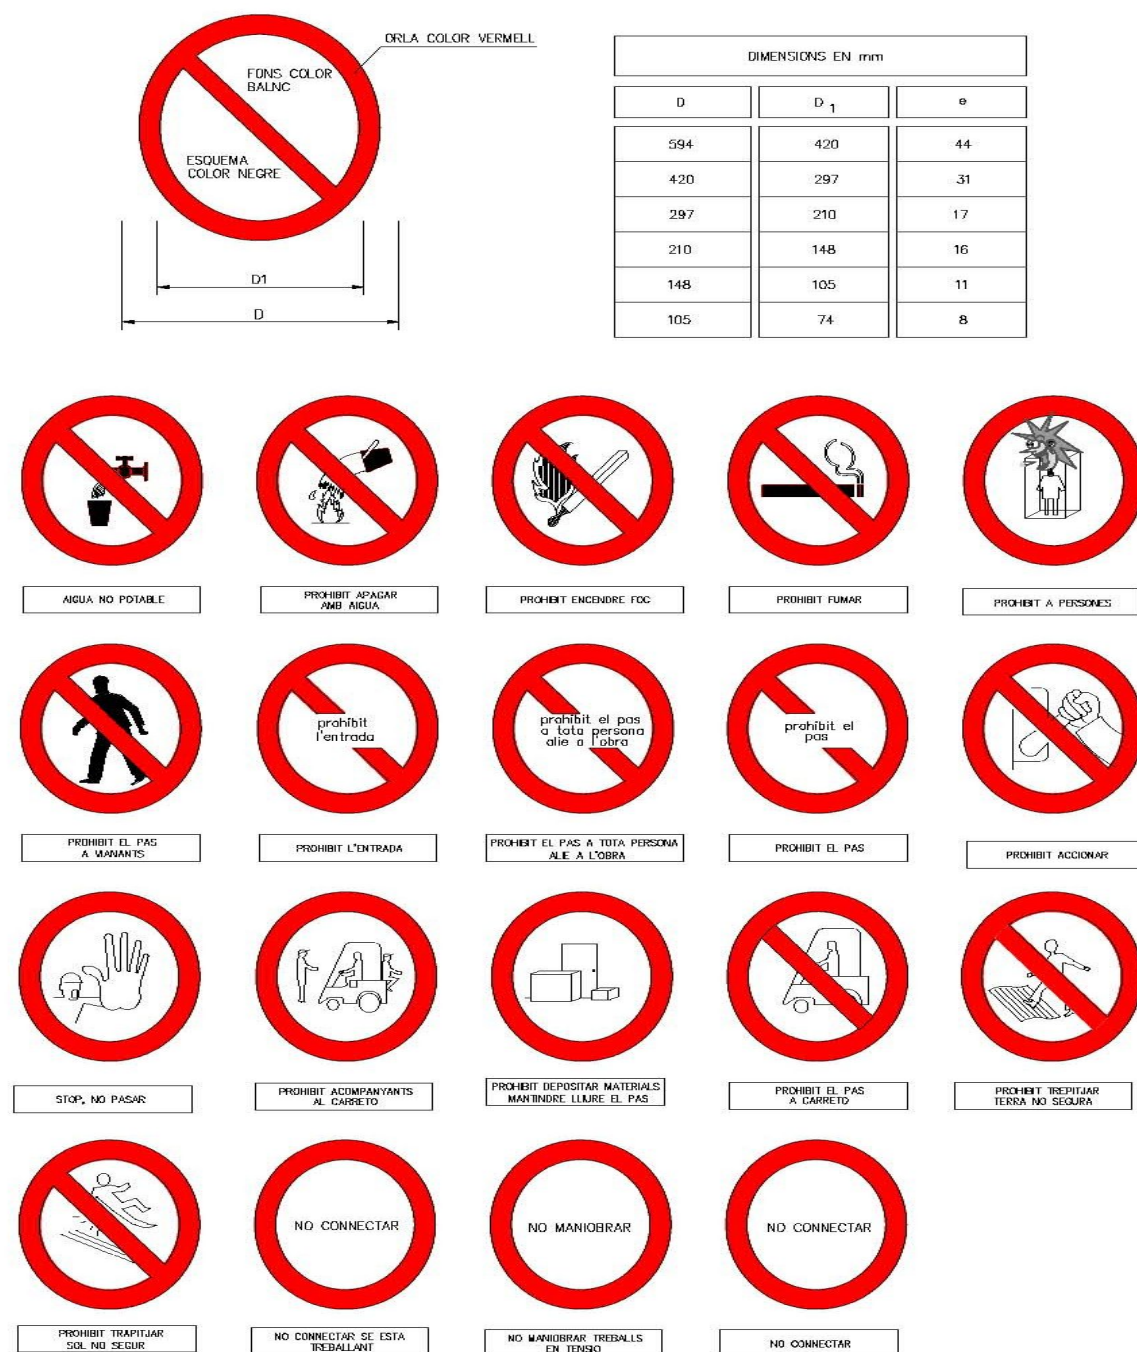 ORLA COLOR VERMELL
FONS COLOR
BALNC
ESQUEMA
COLOR NEGRE
D1
D
DIMENSIONS EN mm
D D1 e
594 420 44
420 297 31
297 210 17
210 148 16
148 105 11
105 74 8
AIGUA NO POTABLE
PROHIBIT APAGAR
AMB AIGUA
PROHIBIT ENCENDRE FOC
PROHIBIT FUMAR
PROHIBIT A PERSONES
prohibit
l'entrada
prohibit el pas
a tota persona
alie a l'obra
prohibit el
pas
PROHIBIT EL PAS
A VIANANTS
PROHIBIT L'ENTRADA
PROHIBIT EL PAS A TOTA PERSONA
ALIE A L'OBRA
PROHIBIT EL PAS
PROHIBIT ACCIONAR
STOP, NO PASAR
PROHIBIT ACOMPANYANTS
AL CARRETO
PROHIBIT DEPOSITAR MATERIALS
MANTINDRE LLIURE EL PAS
PROHIBIT EL PAS
A CARRETO
PROHIBIT TREPITJAR
TERRA NO SEGURA
NO CONNECTAR
NO MANIOBRAR
NO CONNECTAR
PROHIBIT TRAPITJAR
SOL NO SEGUR
NO CONNECTAR SE ESTA
TREBALLANT
NO MANIOBRAR TREBALLS
EN TENSIO
NO CONNECTAR